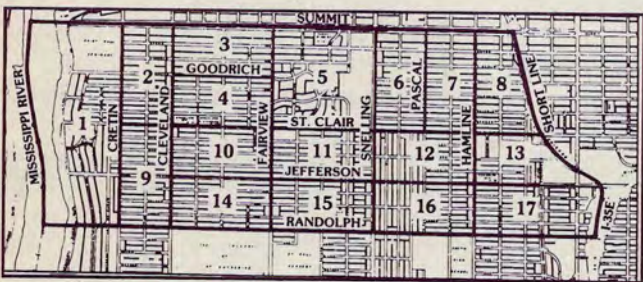 SUMMIT
3
GOODRICH
2
4
5
6
7
8
MISSISSIPPI RIVER
1
CRETIN
CLEVELAND
FAIRVIEW
ST. CLAIR
SNELLING
PASCAL
HAMLINE
SHORT LINE
10
11
12
13
JEFFERSON
9
14
15
16
17
RANDOLPH
I-35E